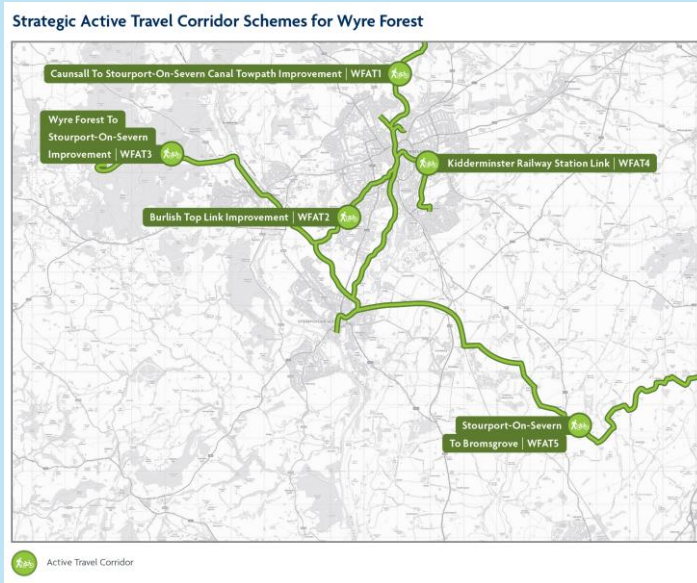 Strategic Active Travel Corridor Schemes for Wyre Forest
Caunsall To Stourport-On-Severn Canal Towpath Improvement | WFAT1
Wyre Forest To
Stourport-On-Severn
Improvement | WFAT3
Kidderminster Railway Station Link | WFAT4
Burlish Top Link Improvement | WFAT2
Stourport-On-Severn
To Bromsgrove | WFAT5
Active Travel Corridor